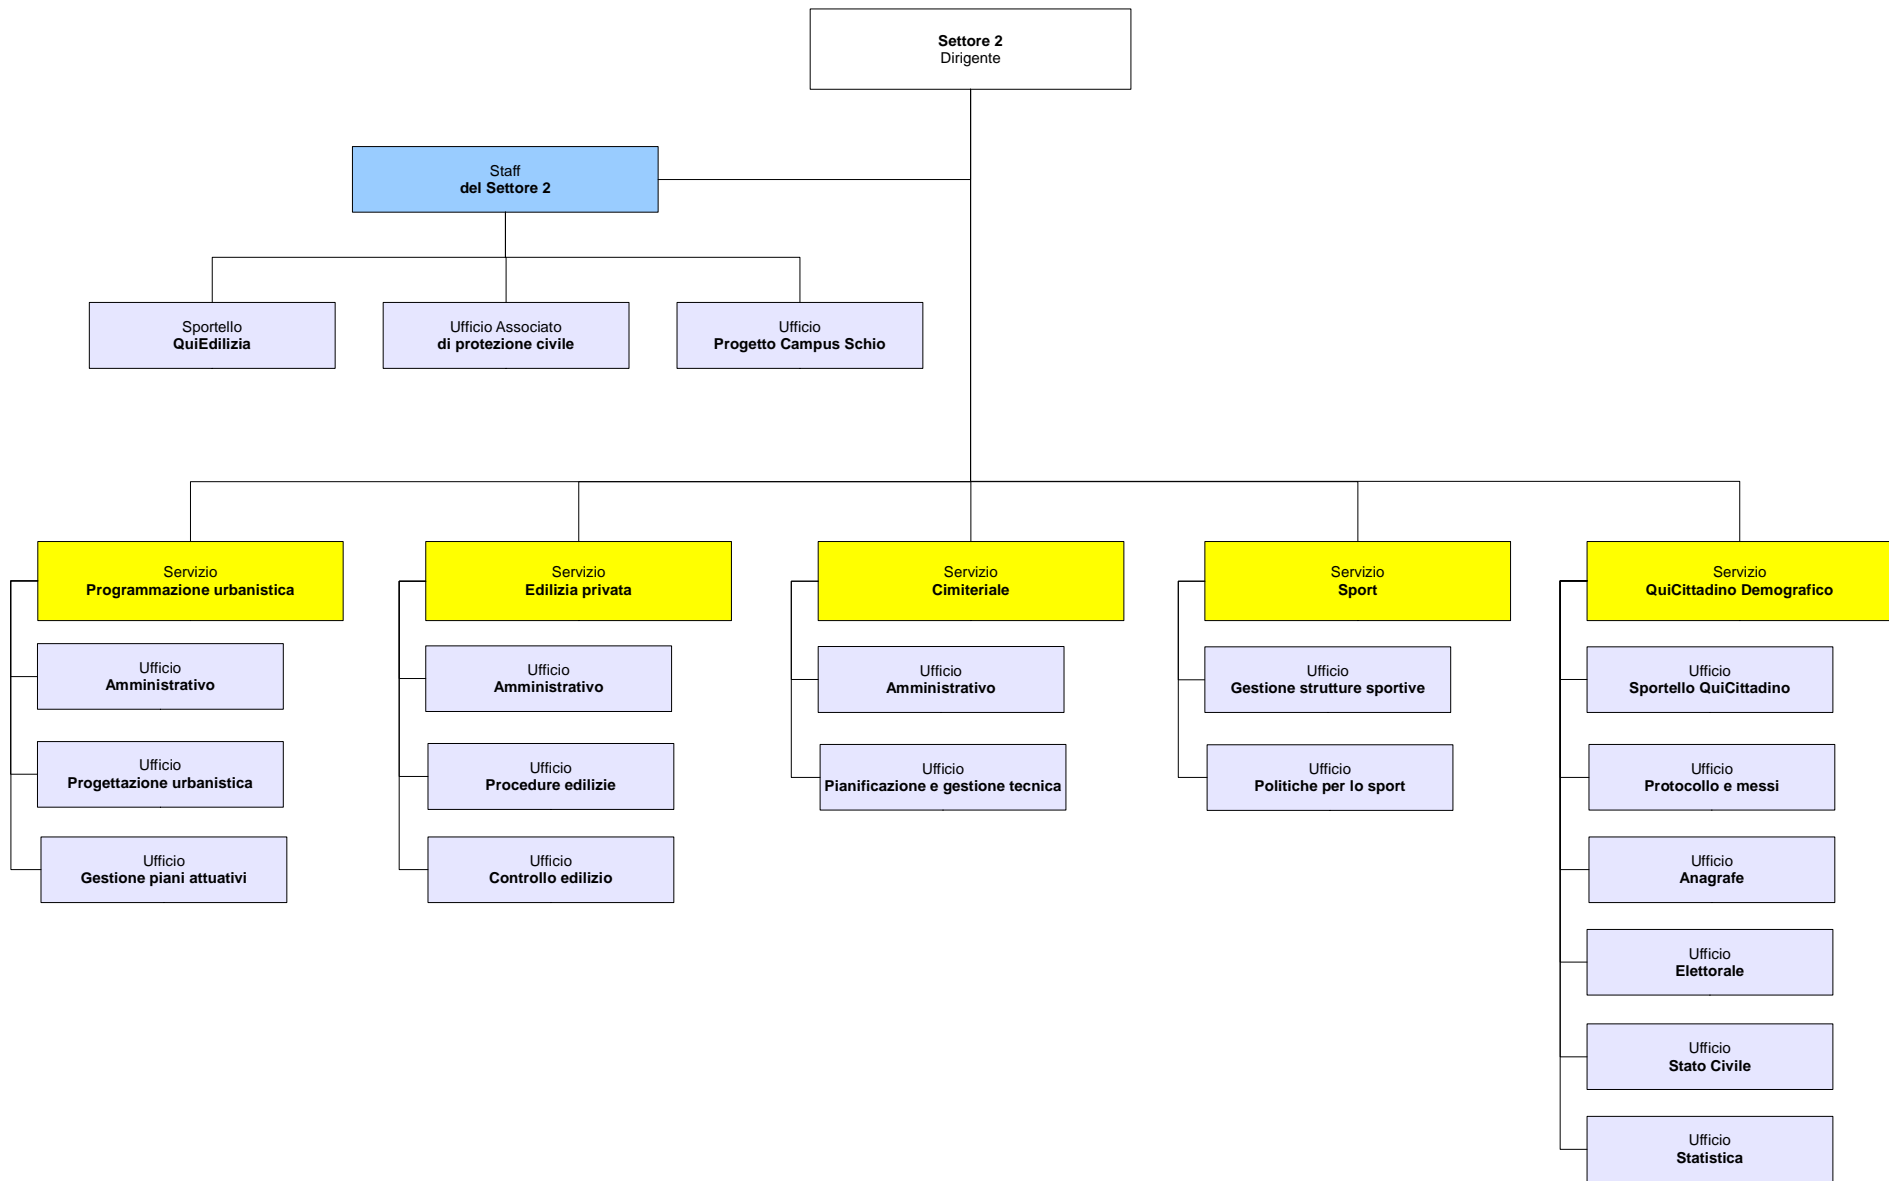 Settore 2
Dirigente
Staff
del Settore 2
Sportello
QuiEdilizia
Ufficio Associato
di protezione civile
Ufficio
Progetto Campus Schio
Servizio
Programmazione urbanistica
Ufficio
Amministrativo
Ufficio
Progettazione urbanistica
Ufficio
Gestione piani attuativi
Servizio
Edilizia privata
Ufficio
Amministrativo
Ufficio
Procedure edilizie
Ufficio
Controllo edilizio
Servizio
Cimiteriale
Ufficio
Amministrativo
Ufficio
Pianificazione e gestione tecnica
Servizio
Sport
Ufficio
Gestione strutture sportive
Ufficio
Politiche per lo sport
Servizio
QuiCittadino Demografico
Ufficio
Sportello QuiCittadino
Ufficio
Protocollo e messi
Ufficio
Anagrafe
Ufficio
Elettorale
Ufficio
Stato Civile
Ufficio
Statistica